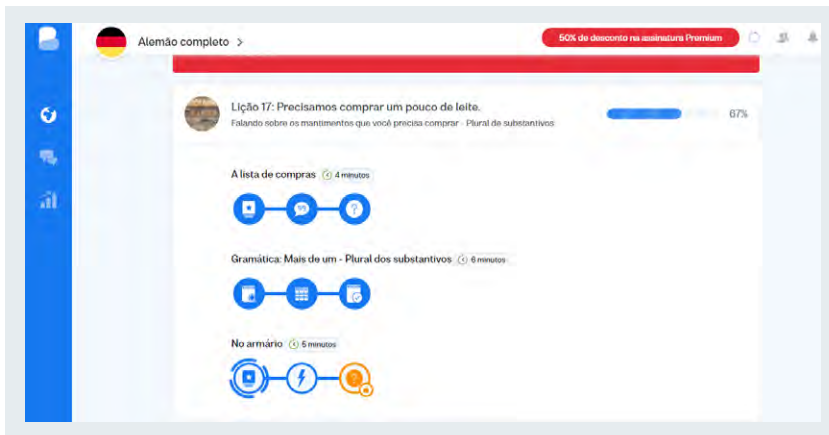 Alemão completo >
50% de desconto na assinatura Premium
Lição 17: Precisamos comprar um pouco de leite.
Falando sobre os mantimentos que você precisa comprar - Plural de substantivos
67%
A lista de compras 4 minutos
Gramática: Mais de um - Plural dos substantivos 6 minutos
No armário 5 minutos